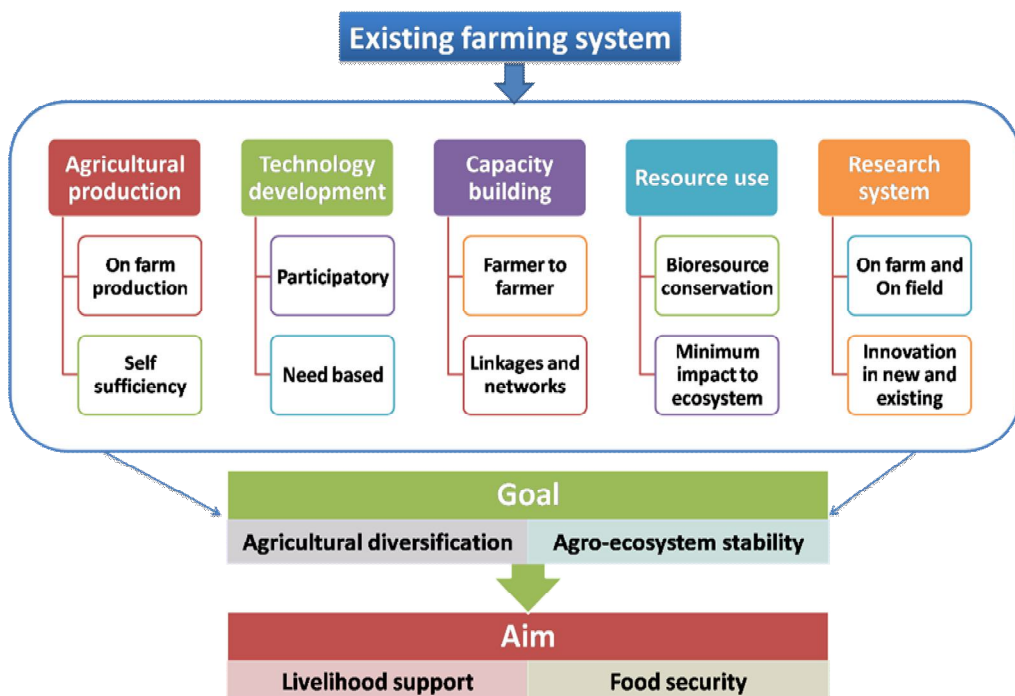 Existing farming system
Agricultural
production
Technology
development
Capacity
building
Resource use
Research
system
On farm
production
Participatory
Farmer to
farmer
Bioresource
conservation
On farm and
On field
Self
sufficiency
Need based
Linkages and
networks
Minimum
impact to
ecosystem
Innovation
in new and
existing
Goal
Agricultural diversification
Agro-ecosystem stability
Aim
Livelihood support
Food security